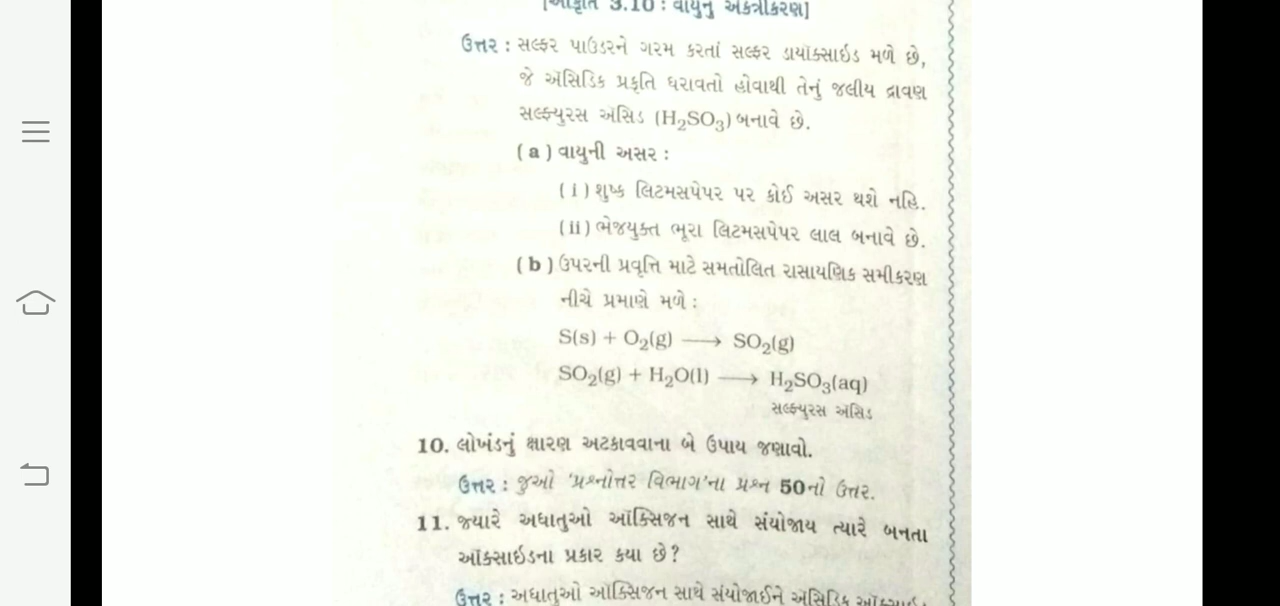 [આકૃતિ 3.10 : વાયુનું એકત્રીકરણ]
ઉત્તર : સલ્ફર પાઉડરને ગરમ કરતાં સલ્ફર ડાયૉક્સાઇડ મળે છે,
જે ઍસિડિક પ્રકૃતિ ધરાવતો હોવાથી તેનું જલીય દ્રાવણ
સલ્ફ્યુરસ ઍસિડ (H₂SO₃) બનાવે છે.
(a) વાયુની અસર :
(i) શુષ્ક લિટમસપેપર પર કોઈ અસર થશે નહિ.
(ii) ભેજયુક્ત ભૂરા લિટમસપેપર લાલ બનાવે છે.
(b) ઉપરની પ્રવૃત્તિ માટે સમતોલિત રાસાયણિક સમીકરણ
નીચે પ્રમાણે મળે :
S(s) + O₂(g) ⟶ SO₂(g)
SO₂(g) + H₂O(l) ⟶ H₂SO₃(aq)
સલ્ફ્યુરસ ઍસિડ
10. લોખંડનું ક્ષારણ અટકાવવાના બે ઉપાય જણાવો.
ઉત્તર : જુઓ ‘પ્રશ્નોત્તર વિભાગ’ના પ્રશ્ન 50નો ઉત્તર.
11. જ્યારે અધાતુઓ ઑક્સિજન સાથે સંયોજાય ત્યારે બનતા
ઑક્સાઇડના પ્રકાર કયા છે?
ઉત્તર : અધાતુઓ ઑક્સિજન સાથે સંયોજાઈને ઍસિડિક